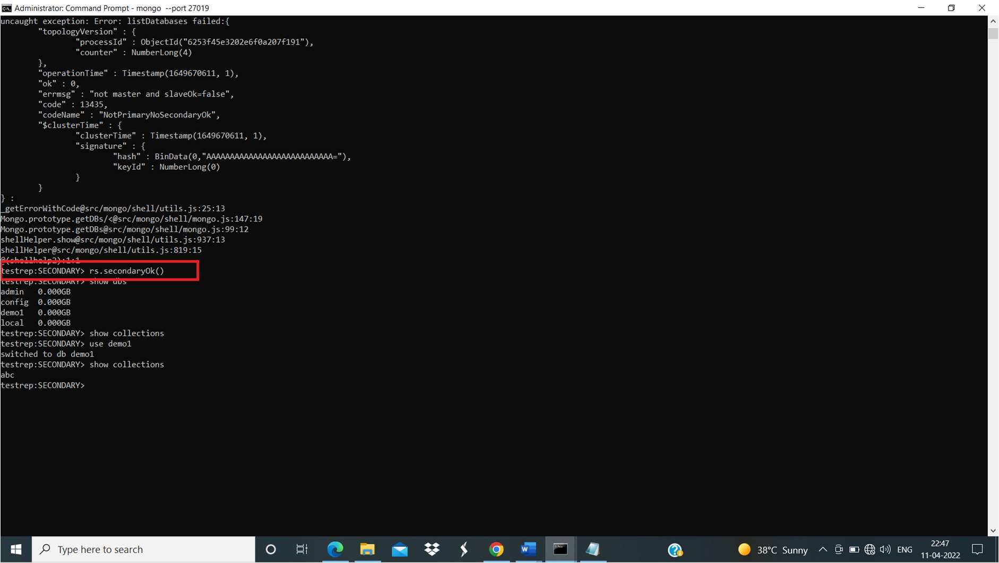 Administrator: Command Prompt - mongo  --port 27019
uncaught exception: Error: listDatabases failed:{
        "topologyVersion" : {
                "processId" : ObjectId("6253f45e3202e6f0a207f191"),
                "counter" : NumberLong(4)
        },
        "operationTime" : Timestamp(1649670611, 1),
        "ok" : 0,
        "errmsg" : "not master and slaveOk=false",
        "code" : 13435,
        "codeName" : "NotPrimaryNoSecondaryOk",
        "$clusterTime" : {
                "clusterTime" : Timestamp(1649670611, 1),
                "signature" : {
                        "hash" : BinData(0,"AAAAAAAAAAAAAAAAAAAAAAAAAAA="),
                        "keyId" : NumberLong(0)
                }
        }
} :
_getErrorWithCode@src/mongo/shell/utils.js:25:13
Mongo.prototype.getDBs/<@src/mongo/shell/mongo.js:147:19
Mongo.prototype.getDBs@src/mongo/shell/mongo.js:99:12
shellHelper.show@src/mongo/shell/utils.js:937:13
shellHelper@src/mongo/shell/utils.js:819:15
@(shellhelp2):1:1
testrep:SECONDARY> rs.secondaryOk()
testrep:SECONDARY> show dbs
admin   0.000GB
config  0.000GB
demo1   0.000GB
local   0.000GB
testrep:SECONDARY> show collections
testrep:SECONDARY> use demo1
switched to db demo1
testrep:SECONDARY> show collections
abc
testrep:SECONDARY>
Type here to search
38°C  Sunny
ENG
22:47
11-04-2022